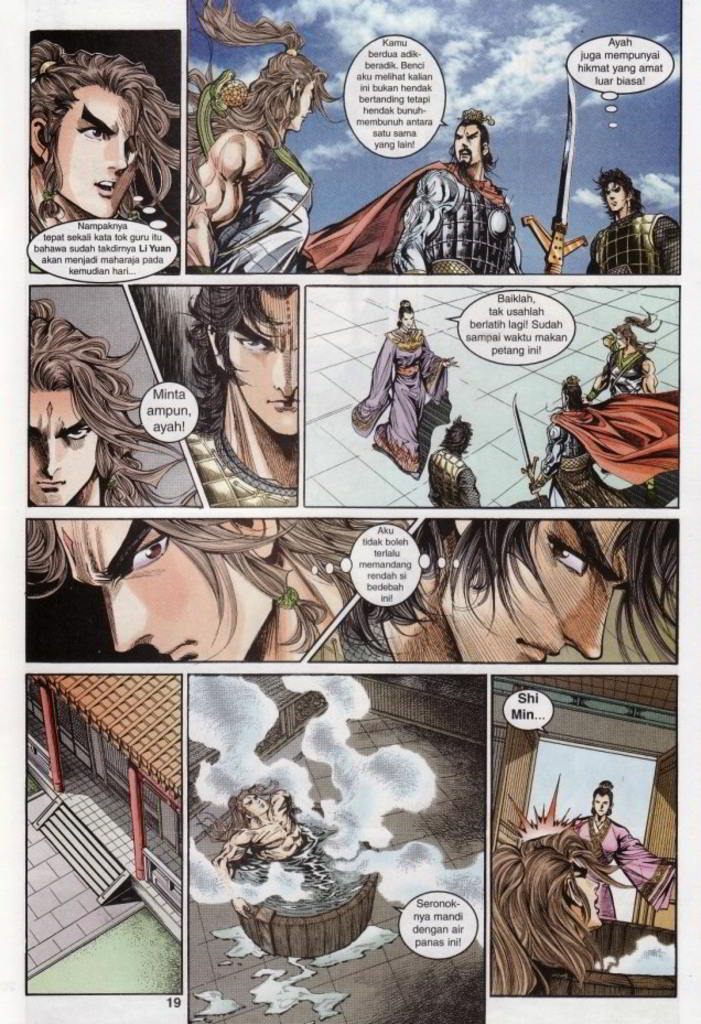 Nampaknya
tepat sekali kata tok guru itu
bahawa sudah takdirnya Li Yuan
akan menjadi maharaja pada
kemudian hari...
Kamu
berdua adik-
beradik. Benci
aku melihat kalian
ini bukan hendak
bertanding tetapi
hendak bunuh-
membunuh antara
satu sama
yang lain!
Ayah
juga mempunyai
hikmat yang amat
luar biasa!
Minta
ampun,
ayah!
Baiklah,
tak usahlah
berlatih lagi! Sudah
sampai waktu makan
petang ini!
Aku
tidak boleh
terlalu
memandang
rendah si
bedebah
ini!
Seronok-
nya mandi
dengan air
panas ini!
Shi
Min...
19